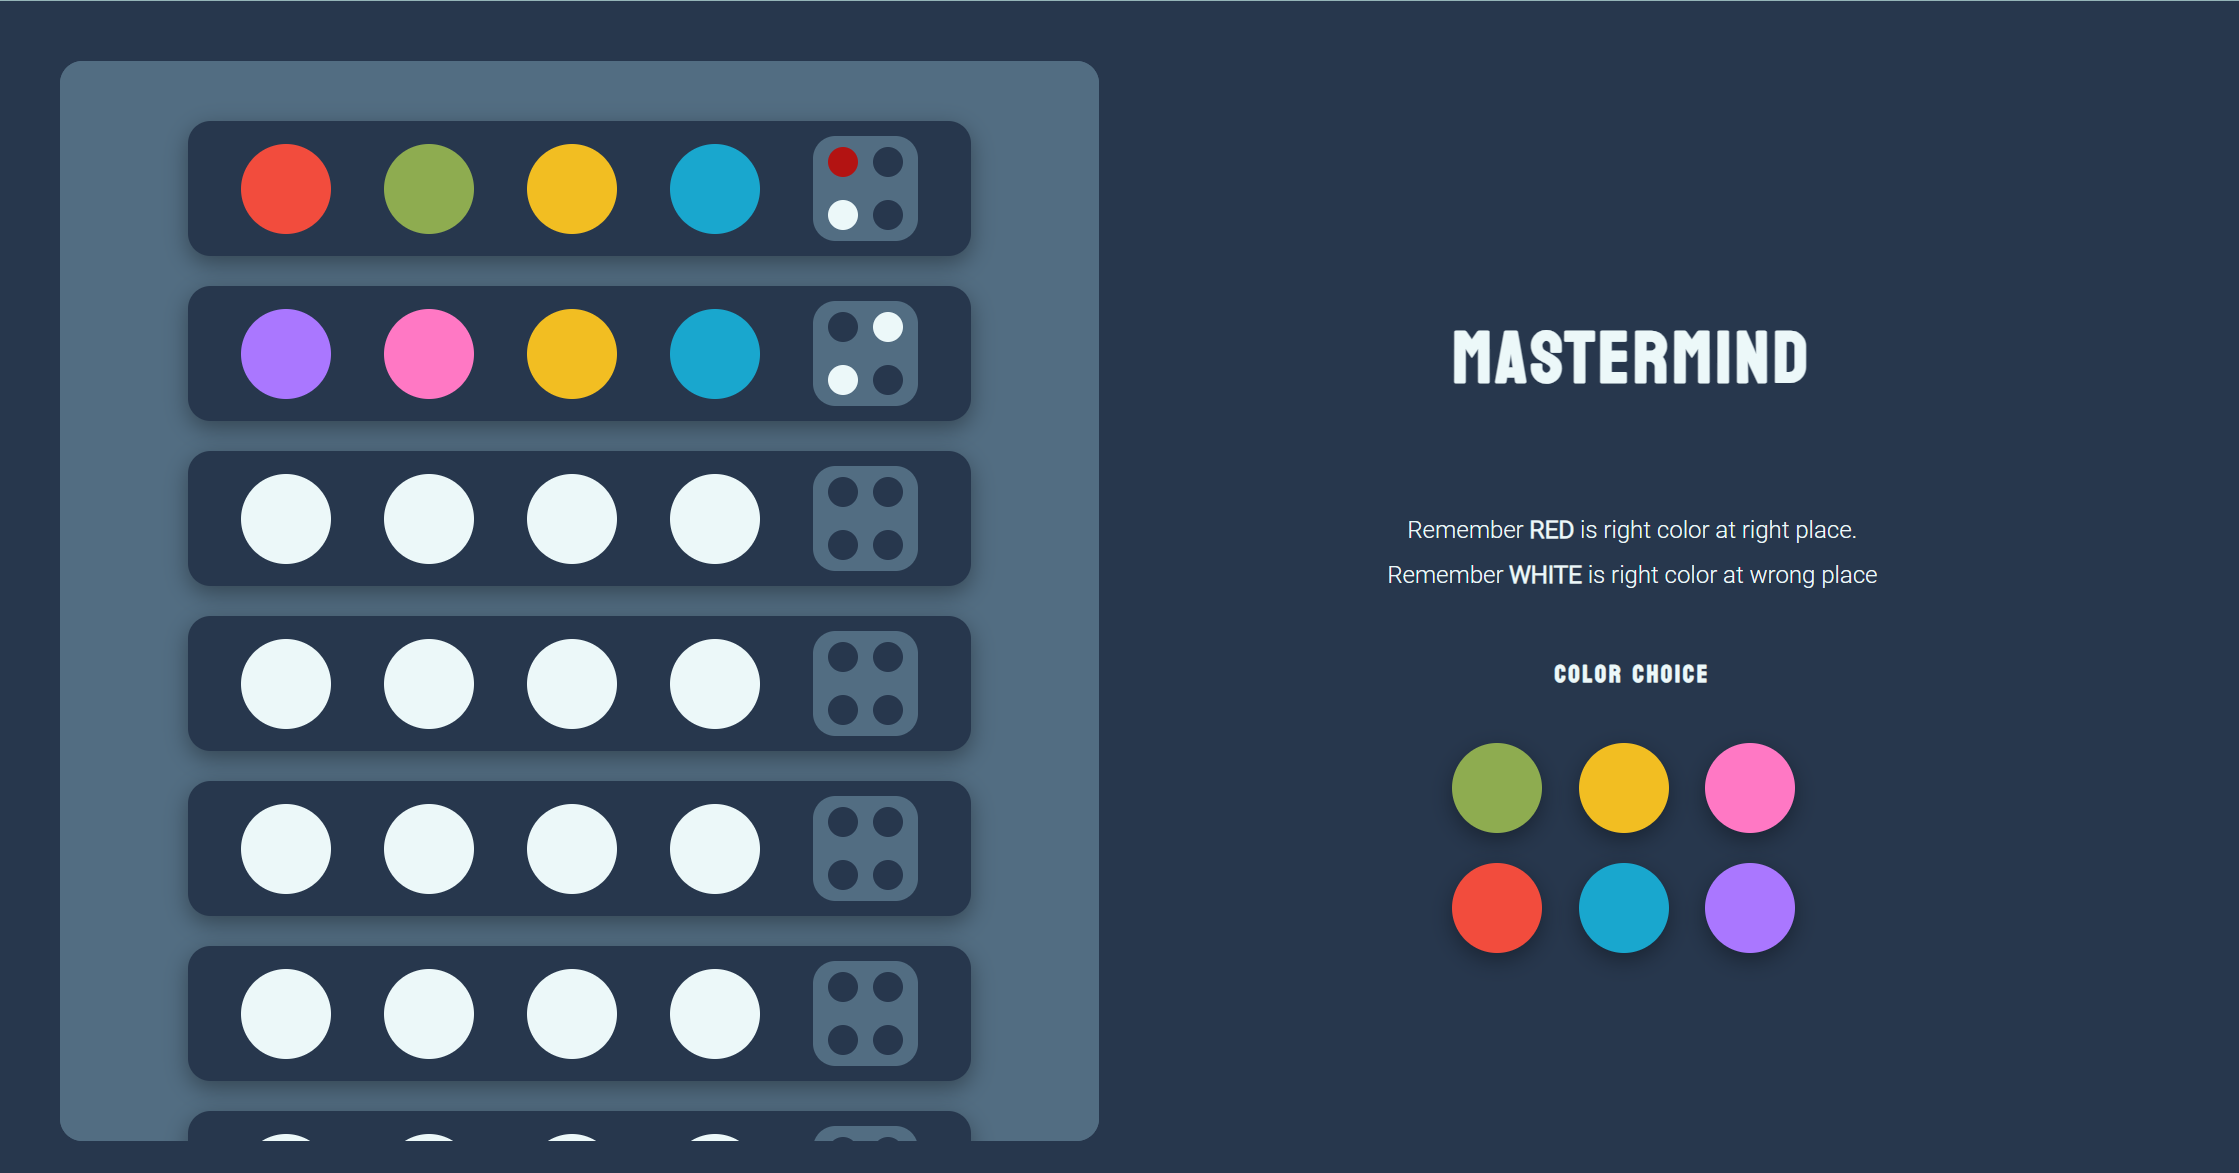 MASTERMIND
Remember RED is right color at right place.
Remember WHITE is right color at wrong place
COLOR CHOICE